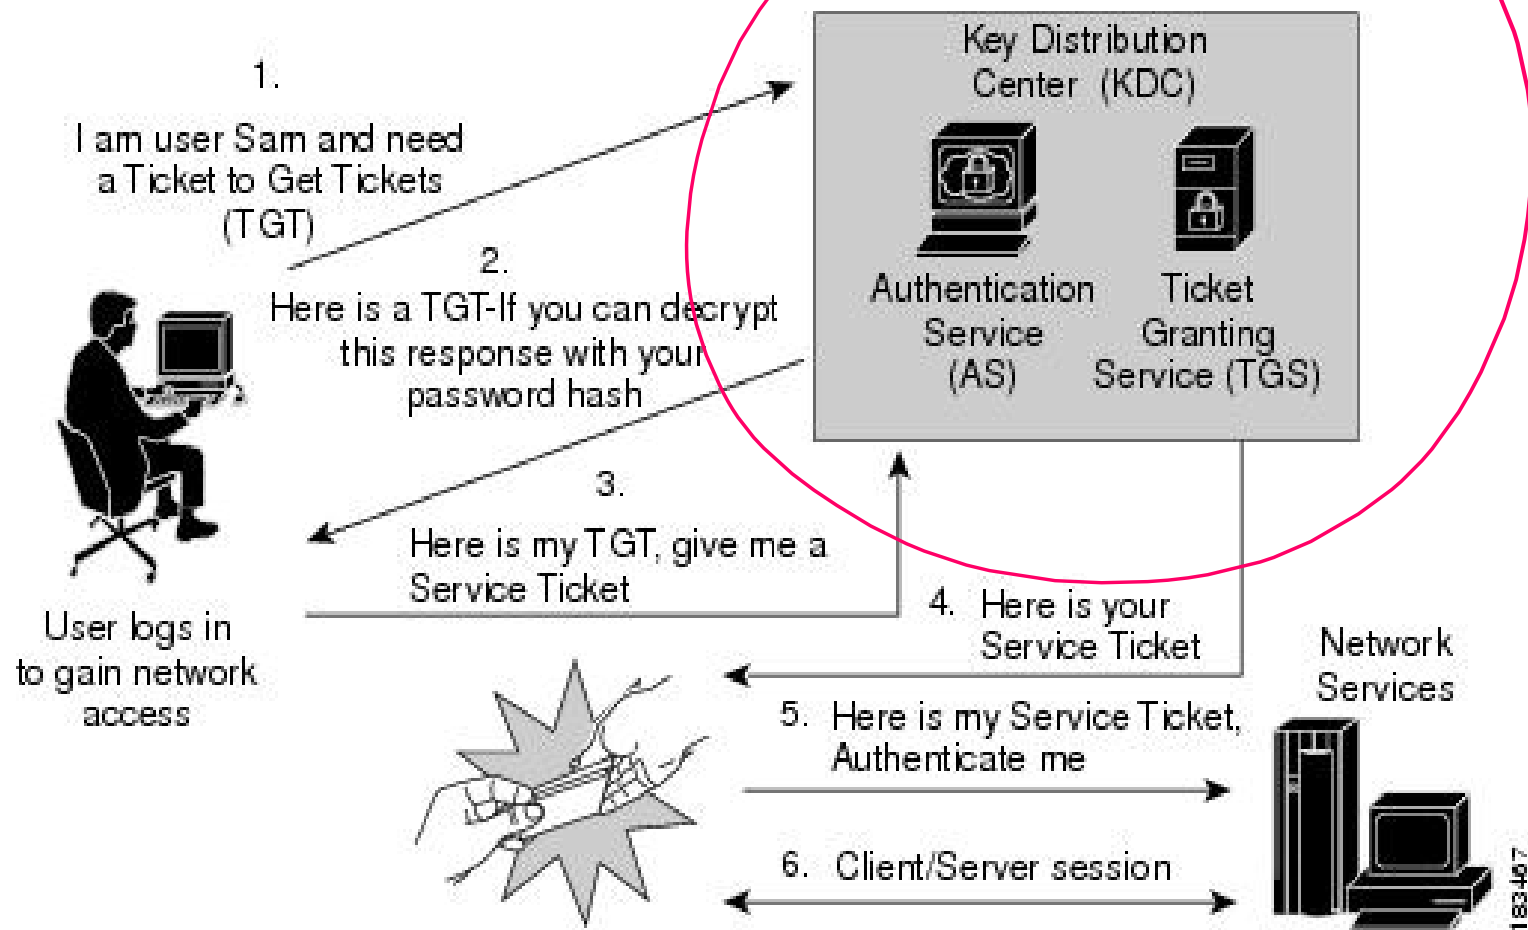 1.
I am user Sam and need
a Ticket to Get Tickets
(TGT)
2.
Here is a TGT-If you can decrypt
this response with your
password hash
3.
Here is my TGT, give me a
Service Ticket
User logs in
to gain network
access
Key Distribution
Center (KDC)
Authentication
Service
(AS)
Ticket
Granting
Service (TGS)
4. Here is your
Service Ticket
5. Here is my Service Ticket,
Authenticate me
6. Client/Server session
Network
Services
183467